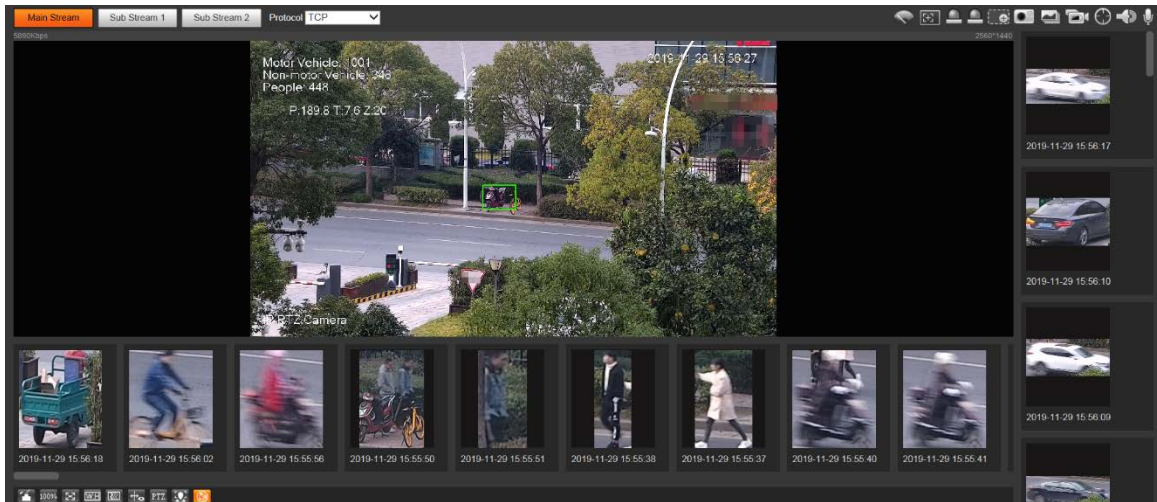 Main Stream Sub Stream 1 Sub Stream 2 Protocol TCP
5890Kbps 2560*1440
Motor Vehicle: 1001
Non-motor Vehicle: 348
People: 448
P:189.8 T:7.6 Z:20
2019-11-29 15:56:27
IP PTZ Camera
2019-11-29 15:56:17
2019-11-29 15:56:10
2019-11-29 15:56:09
2019-11-29 15:56:18 2019-11-29 15:56:02 2019-11-29 15:55:56 2019-11-29 15:55:50 2019-11-29 15:55:51 2019-11-29 15:55:38 2019-11-29 15:55:37 2019-11-29 15:55:40 2019-11-29 15:55:41
100% W:H PTZ